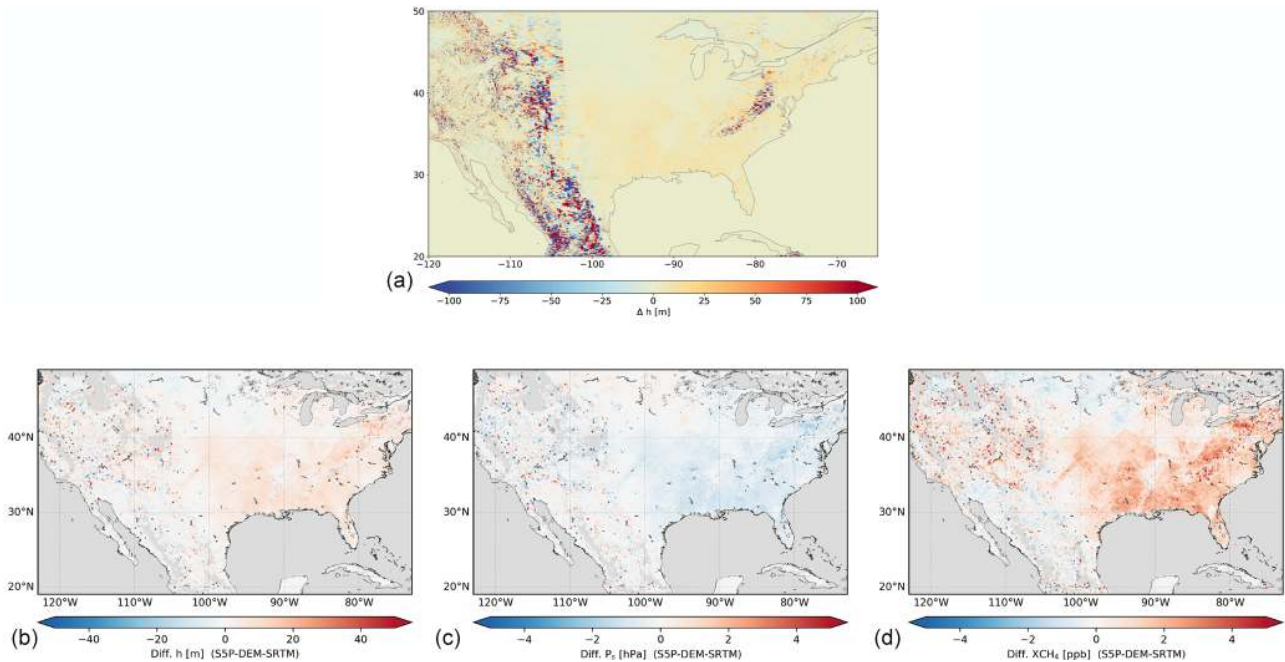 50
40
30
20
−120 −110 −100 −90 −80 −70
(a)
−100 −75 −50 −25 0 25 50 75 100
Δ h [m]
40°N
30°N
20°N
120°W 110°W 100°W 90°W 80°W
(b)
−40 −20 0 20 40
Diff. h [m] (S5P-DEM-SRTM)
40°N
30°N
20°N
120°W 110°W 100°W 90°W 80°W
(c)
−4 −2 0 2 4
Diff. Ps [hPa] (S5P-DEM-SRTM)
40°N
30°N
20°N
120°W 110°W 100°W 90°W 80°W
(d)
−4 −2 0 2 4
Diff. XCH₄ [ppb] (S5P-DEM-SRTM)